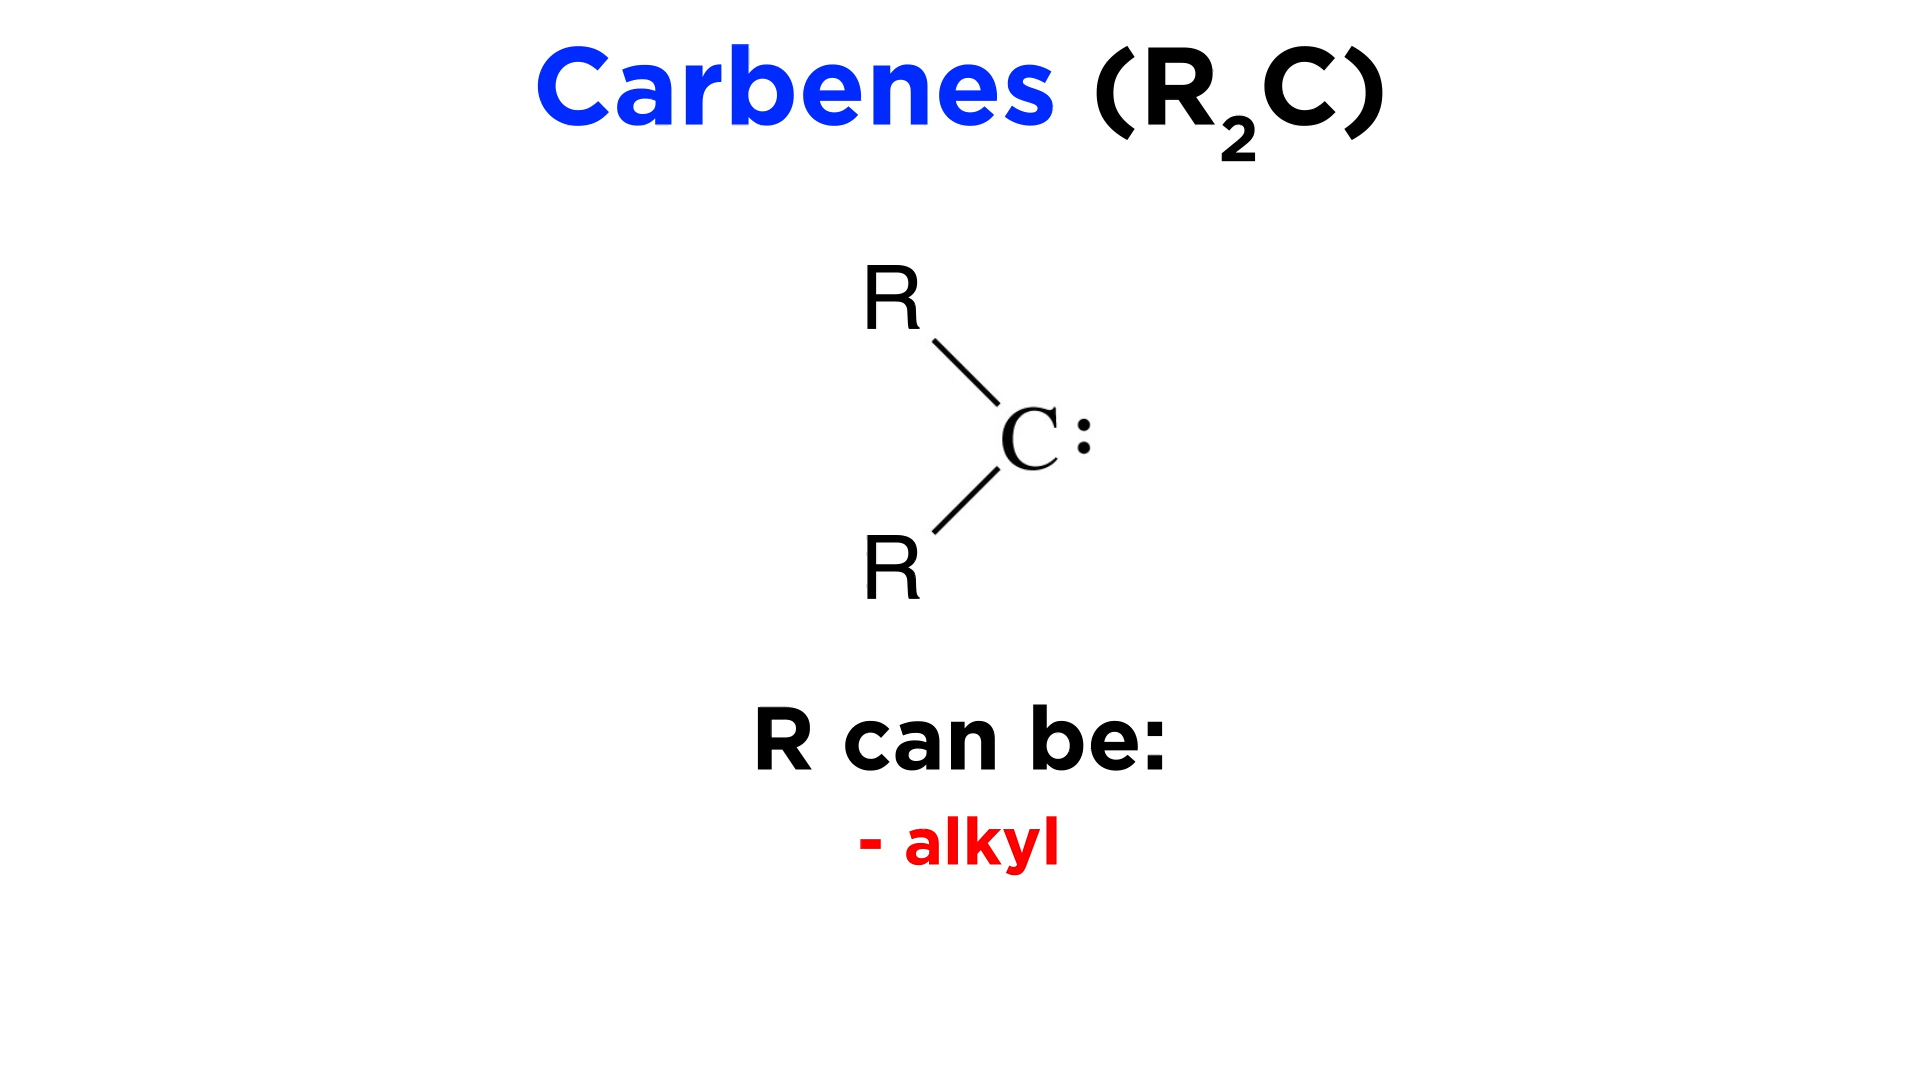 Carbenes (R₂C)
R
C:
R
R can be:
- alkyl